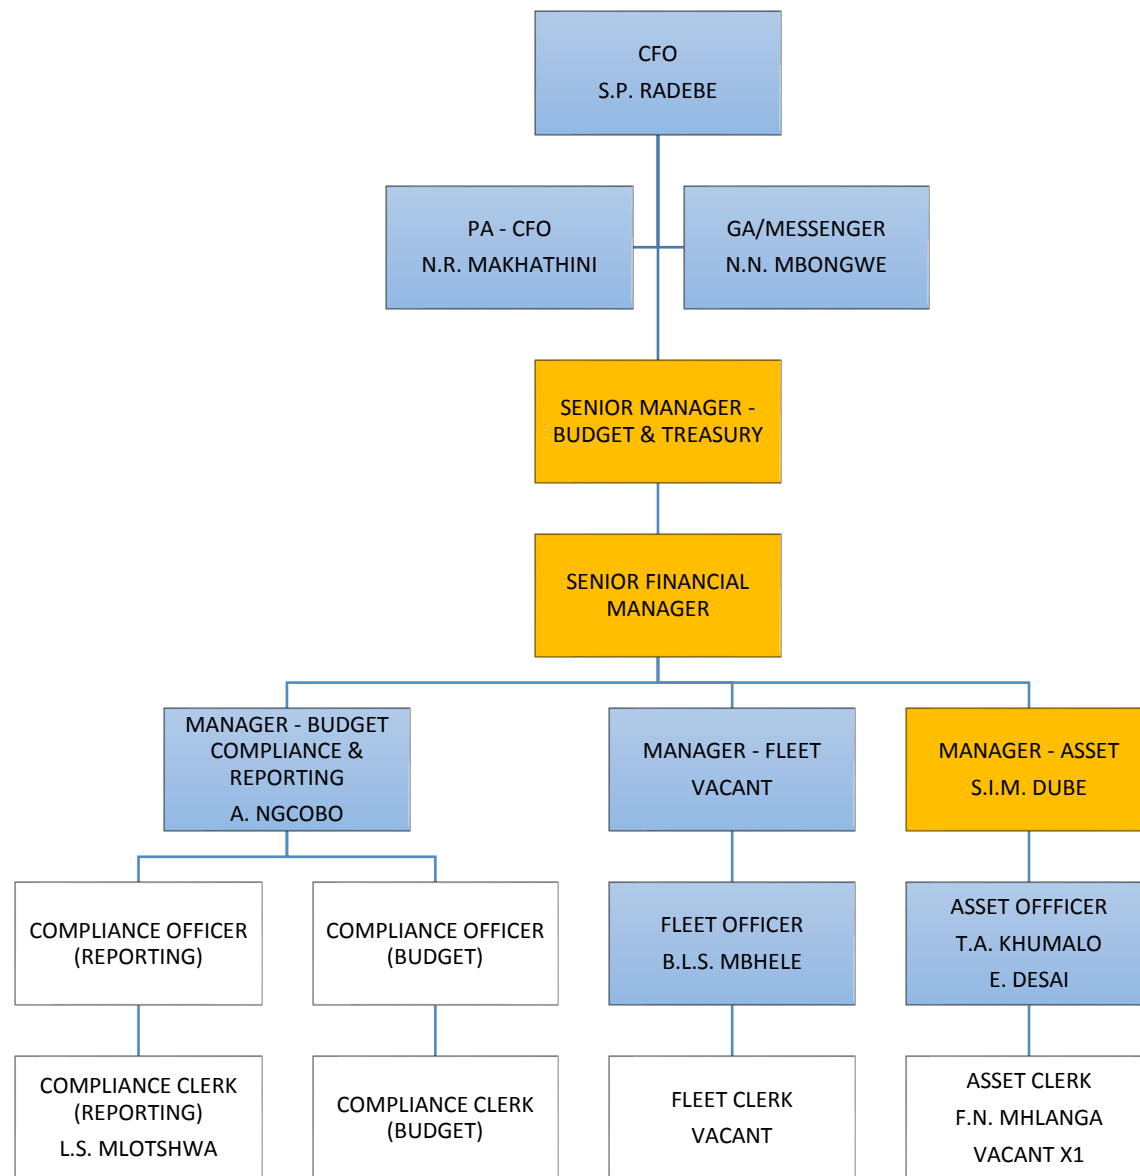 CFO
S.P. RADEBE
PA - CFO
N.R. MAKHATHINI
GA/MESSENGER
N.N. MBONGWE
SENIOR MANAGER -
BUDGET & TREASURY
SENIOR FINANCIAL
MANAGER
MANAGER - BUDGET
COMPLIANCE &
REPORTING
A. NGCOBO
MANAGER - FLEET
VACANT
MANAGER - ASSET
S.I.M. DUBE
COMPLIANCE OFFICER
(REPORTING)
COMPLIANCE OFFICER
(BUDGET)
FLEET OFFICER
B.L.S. MBHELE
ASSET OFFFICER
T.A. KHUMALO
E. DESAI
COMPLIANCE CLERK
(REPORTING)
L.S. MLOTSHWA
COMPLIANCE CLERK
(BUDGET)
FLEET CLERK
VACANT
ASSET CLERK
F.N. MHLANGA
VACANT X1